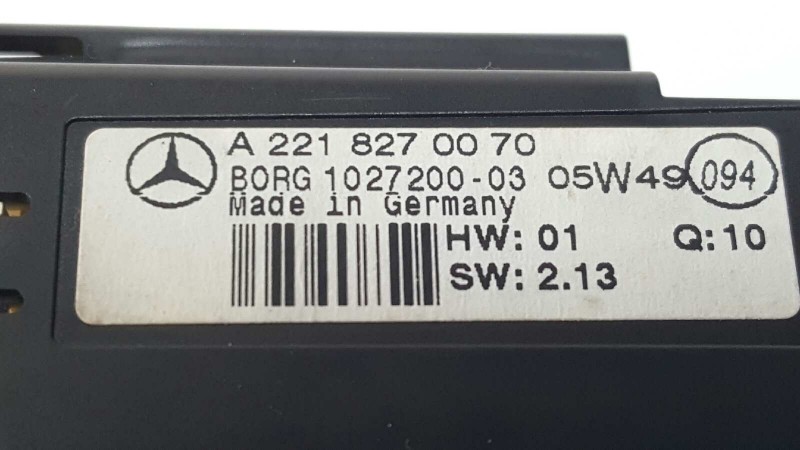 A 221 827 00 70
BORG 1027200-03 05W49 094
Made in Germany
HW: 01 Q:10
SW: 2.13